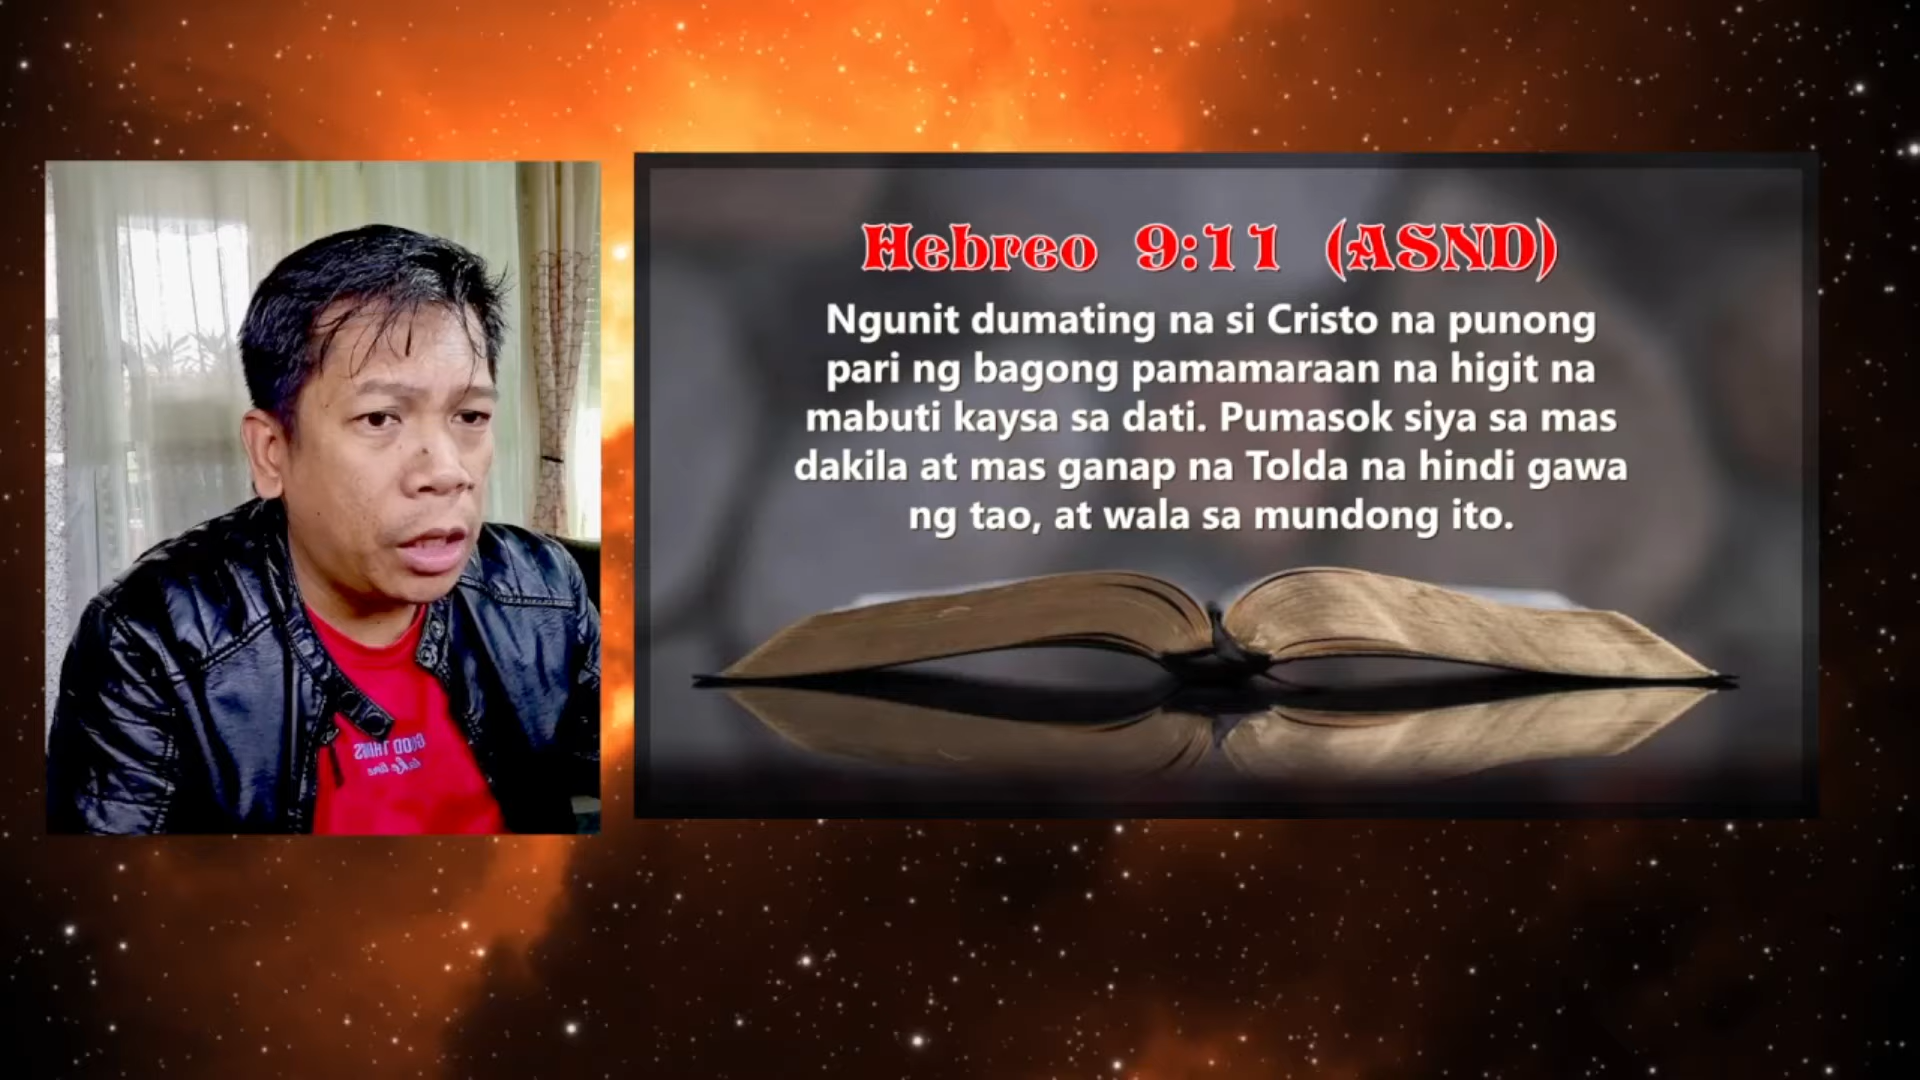 Hebreo 9:11 (ASND)
Ngunit dumating na si Cristo na punong
pari ng bagong pamamaraan na higit na
mabuti kaysa sa dati. Pumasok siya sa mas
dakila at mas ganap na Tolda na hindi gawa
ng tao, at wala sa mundong ito.